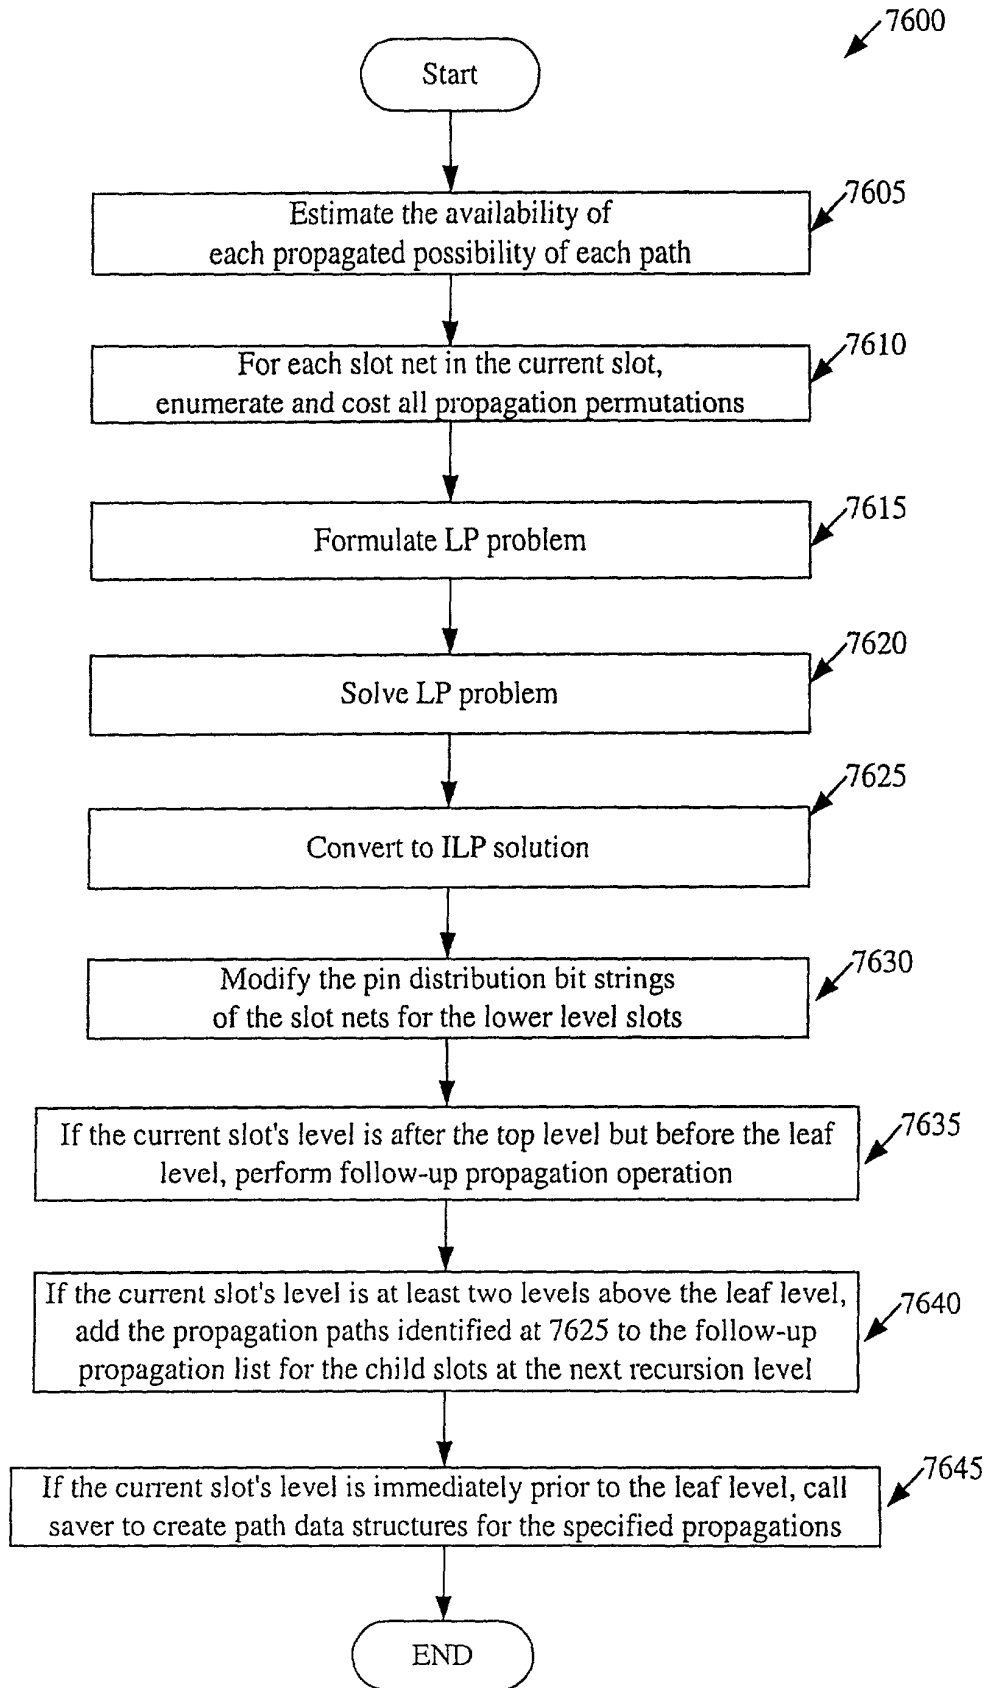 7600
Start
7605
Estimate the availability of
each propagated possibility of each path
7610
For each slot net in the current slot,
enumerate and cost all propagation permutations
7615
Formulate LP problem
7620
Solve LP problem
7625
Convert to ILP solution
7630
Modify the pin distribution bit strings
of the slot nets for the lower level slots
7635
If the current slot's level is after the top level but before the leaf
level, perform follow-up propagation operation
7640
If the current slot's level is at least two levels above the leaf level,
add the propagation paths identified at 7625 to the follow-up
propagation list for the child slots at the next recursion level
7645
If the current slot's level is immediately prior to the leaf level, call
saver to create path data structures for the specified propagations
END